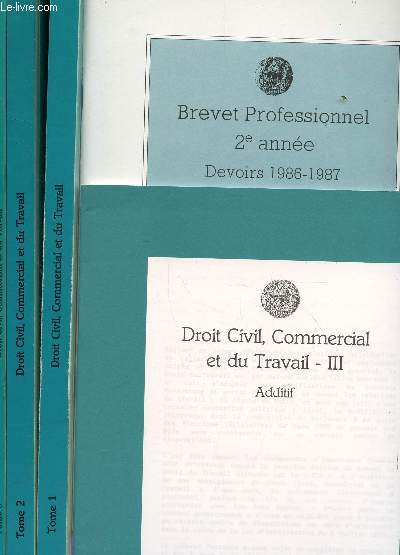 Le-livre.com
Brevet Professionnel
2e année
Devoirs 1986-1987
Droit Civil, Commercial
et du Travail - III
Additif
Droit Civil, Commercial et du Travail
Tome 2
Droit Civil, Commercial et du Travail
Tome 1